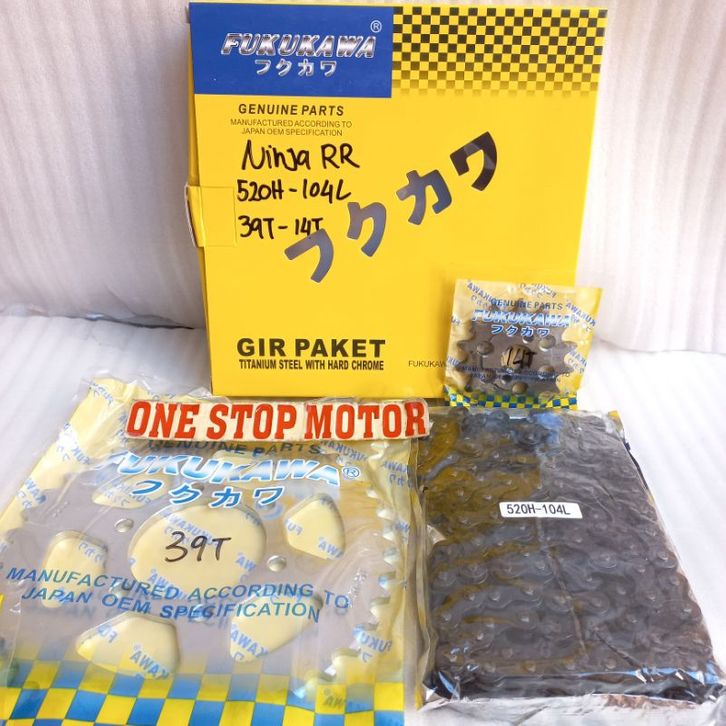 FUKUKAWA®
フクカワ
GENUINE PARTS
MANUFACTURED ACCORDING TO
JAPAN OEM SPECIFICATION
Ninja RR
520H-104L
39T-14T
フクカワ
GIR PAKET
TITANIUM STEEL WITH HARD CHROME
FUKUKAW
GENUINE PARTS
FUKUKAWA
フクカワ
14T
ONE STOP MOTOR
GENUINE PARTS
FUKUKAWA®
フクカワ
39T
MANUFACTURED ACCORDING TO
JAPAN OEM SPECIFICATION
520H-104L